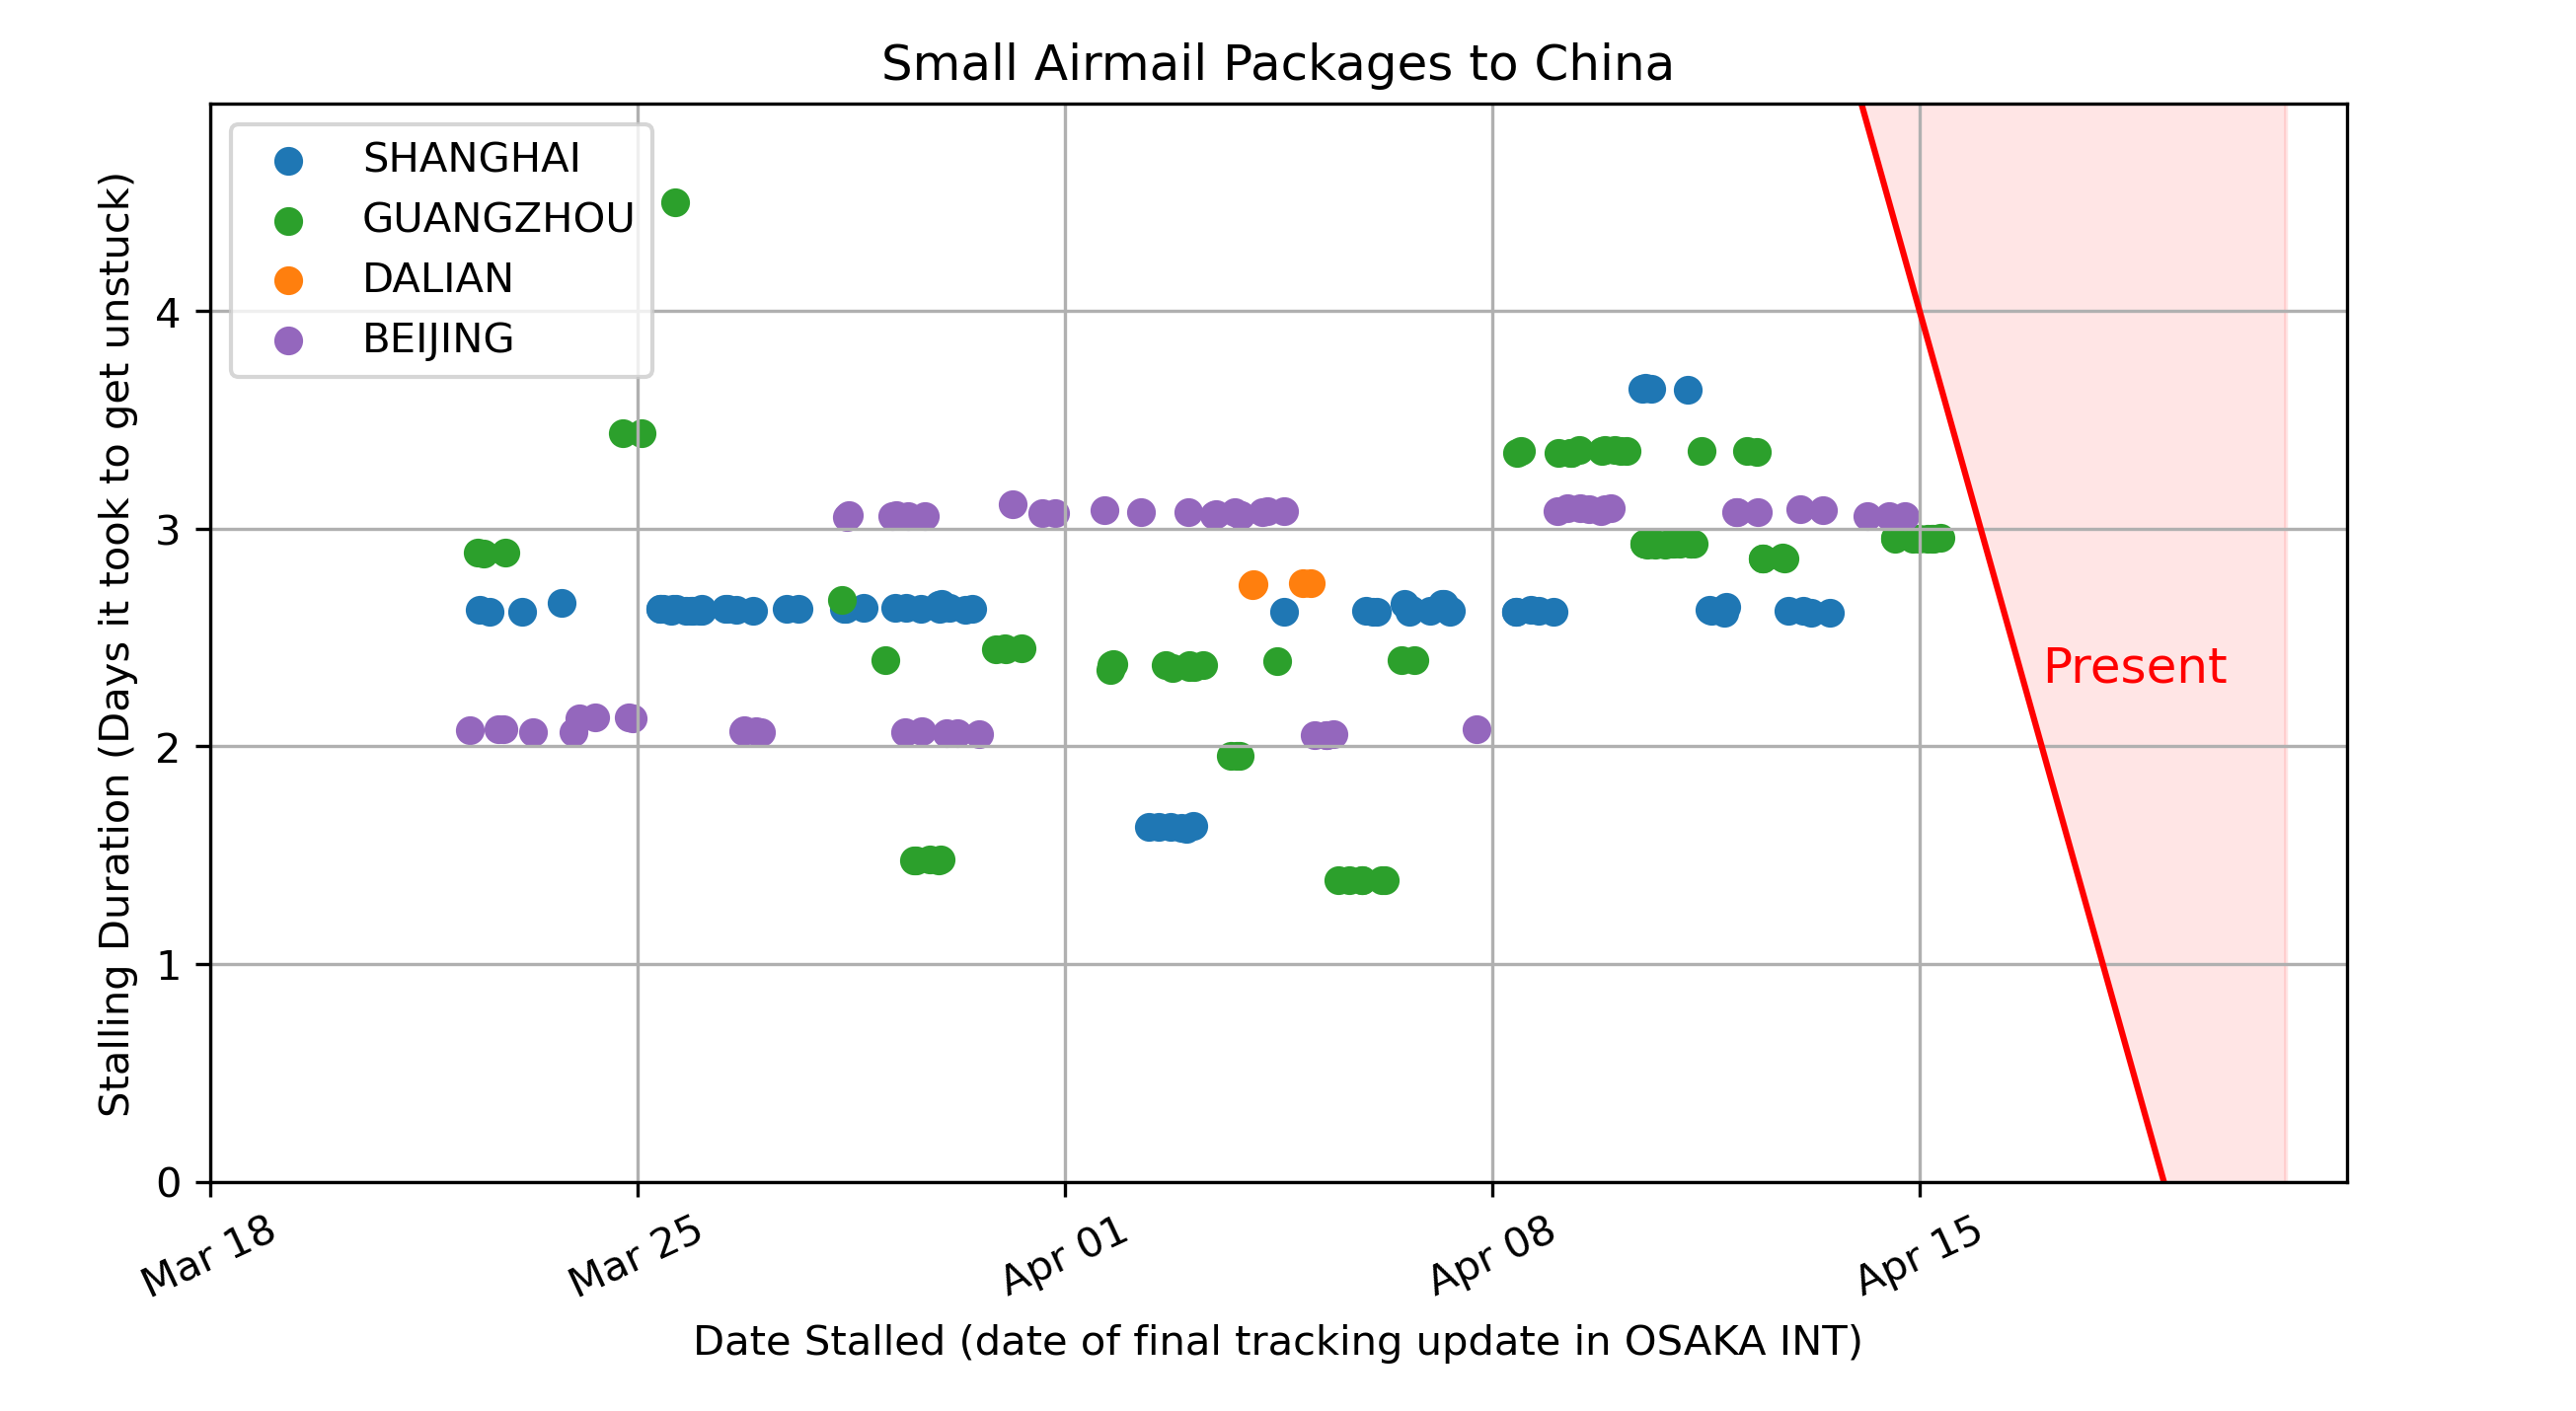 Small Airmail Packages to China
SHANGHAI
GUANGZHOU
DALIAN
BEIJING
Stalling Duration (Days it took to get unstuck)
4
3
2
1
0
Present
Mar 18
Mar 25
Apr 01
Apr 08
Apr 15
Date Stalled (date of final tracking update in OSAKA INT)